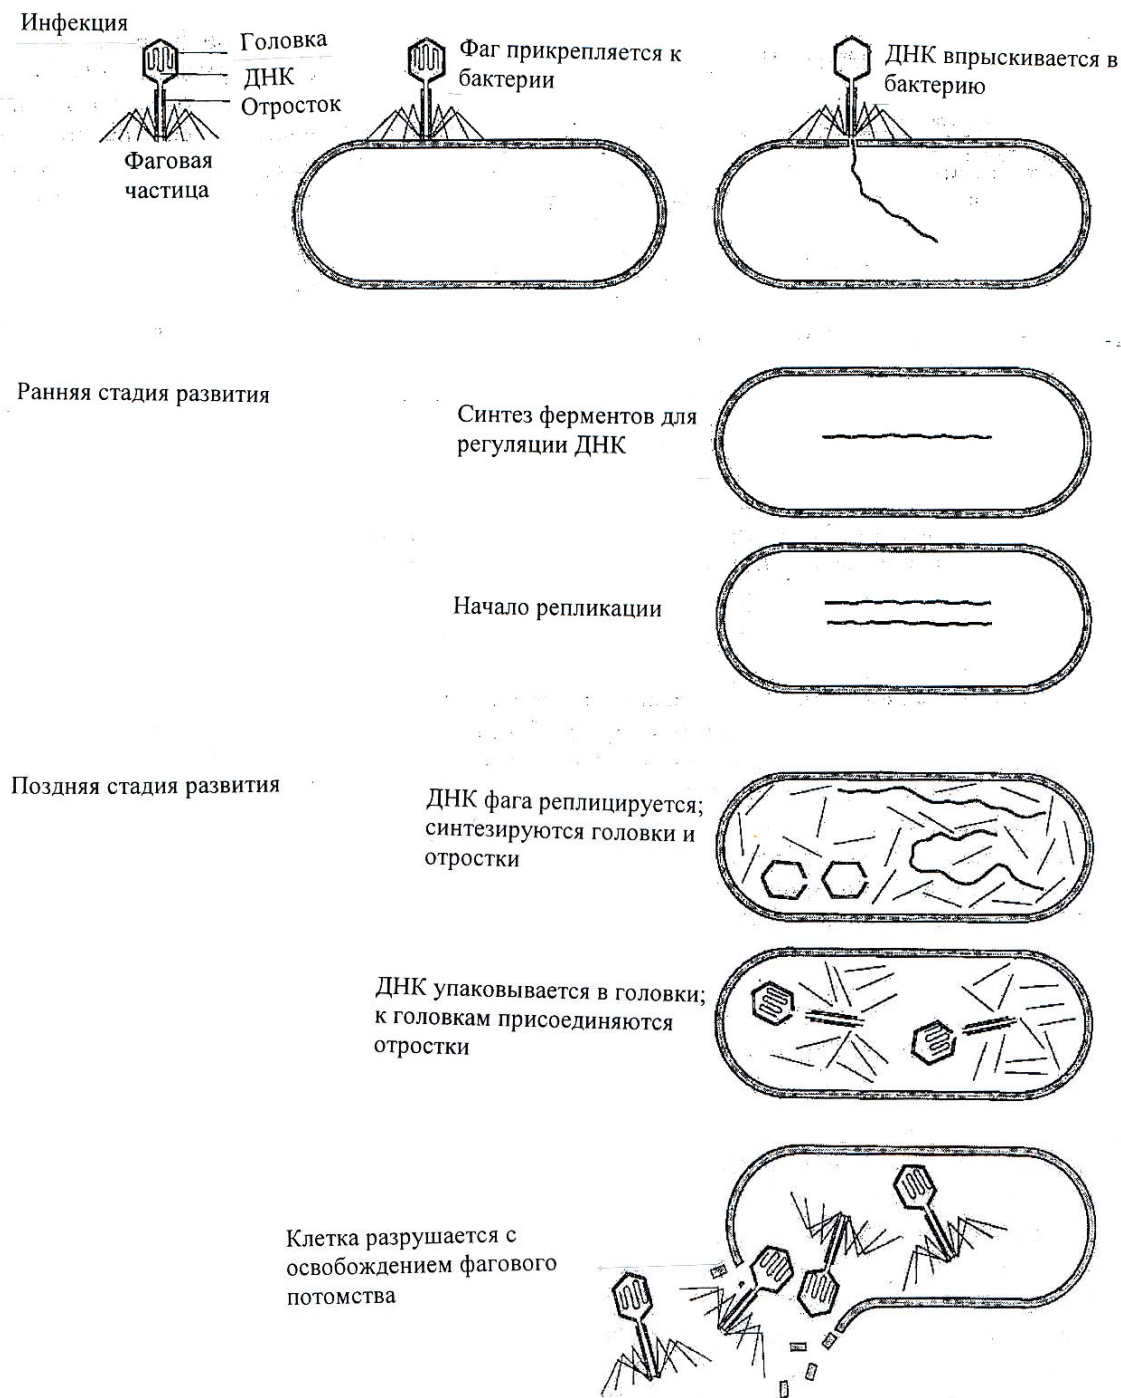 Инфекция
Головка
ДНК
Отросток
Фаговая
частица
Фаг прикрепляется к
бактерии
ДНК впрыскивается в
бактерию
Ранняя стадия развития
Синтез ферментов для
регуляции ДНК
Начало репликации
Поздняя стадия развития
ДНК фага реплицируется;
синтезируются головки и
отростки
ДНК упаковывается в головки;
к головкам присоединяются
отростки
Клетка разрушается с
освобождением фагового
потомства